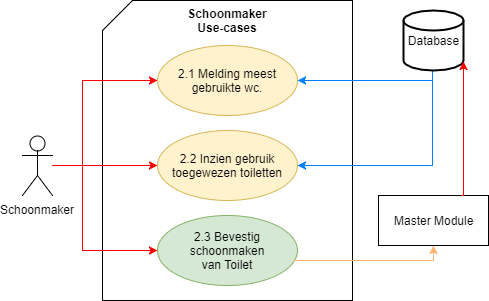 Schoonmaker
Use-cases
Database
2.1 Melding meest
gebruikte wc.
2.2 Inzien gebruik
toegewezen toiletten
Schoonmaker
Master Module
2.3 Bevestig
schoonmaken
van Toilet